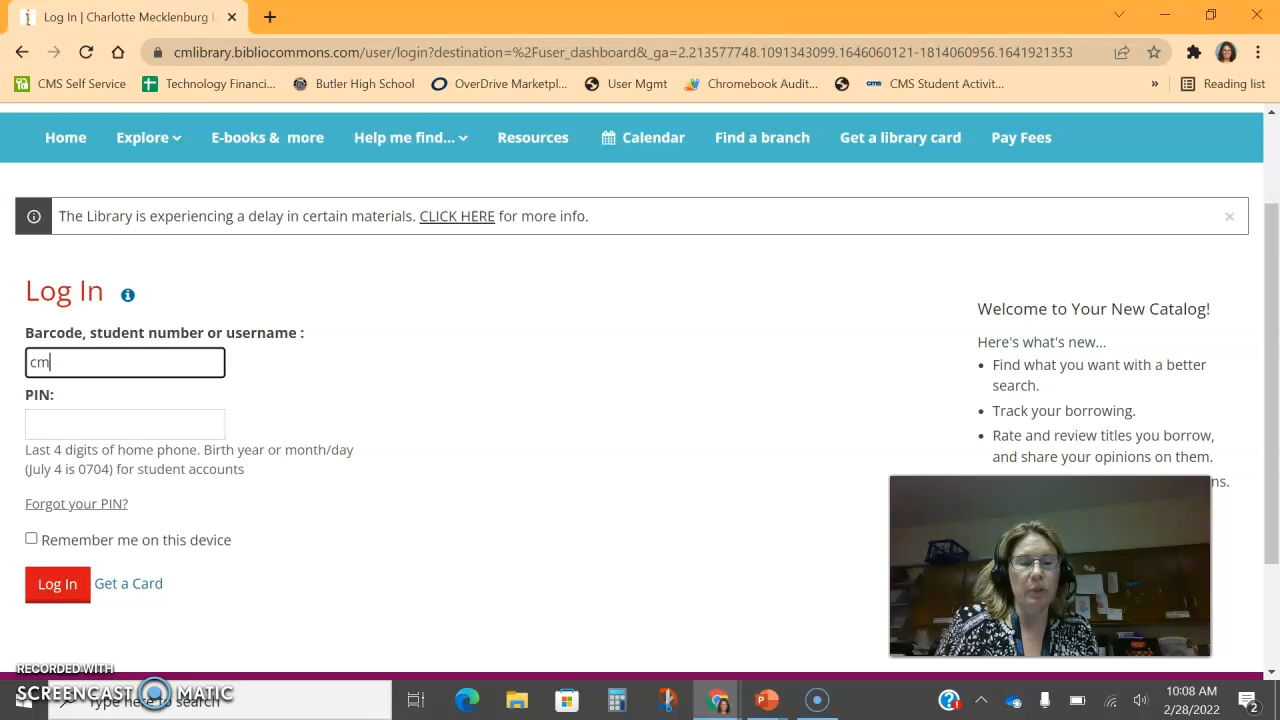 Log In | Charlotte Mecklenburg L
cmlibrary.bibliocommons.com/user/login?destination=%2Fuser_dashboard&_ga=2.213577748.1091343099.1646060121-1814060956.1641921353
CMS Self Service Technology Financi... Butler High School OverDrive Marketpl... User Mgmt Chromebook Audit... cms CMS Student Activit... » Reading list
Home Explore E-books & more Help me find... Resources Calendar Find a branch Get a library card Pay Fees
The Library is experiencing a delay in certain materials. CLICK HERE for more info.
Log In
Barcode, student number or username :
cm
PIN:
Last 4 digits of home phone. Birth year or month/day
(July 4 is 0704) for student accounts
Forgot your PIN?
Remember me on this device
Log In Get a Card
Welcome to Your New Catalog!
Here's what's new...
• Find what you want with a better
search.
• Track your borrowing.
• Rate and review titles you borrow,
and share your opinions on them.
ns.
RECORDED WITH
SCREENCAST MATIC
Type here to search
10:08 AM
2/28/2022
2